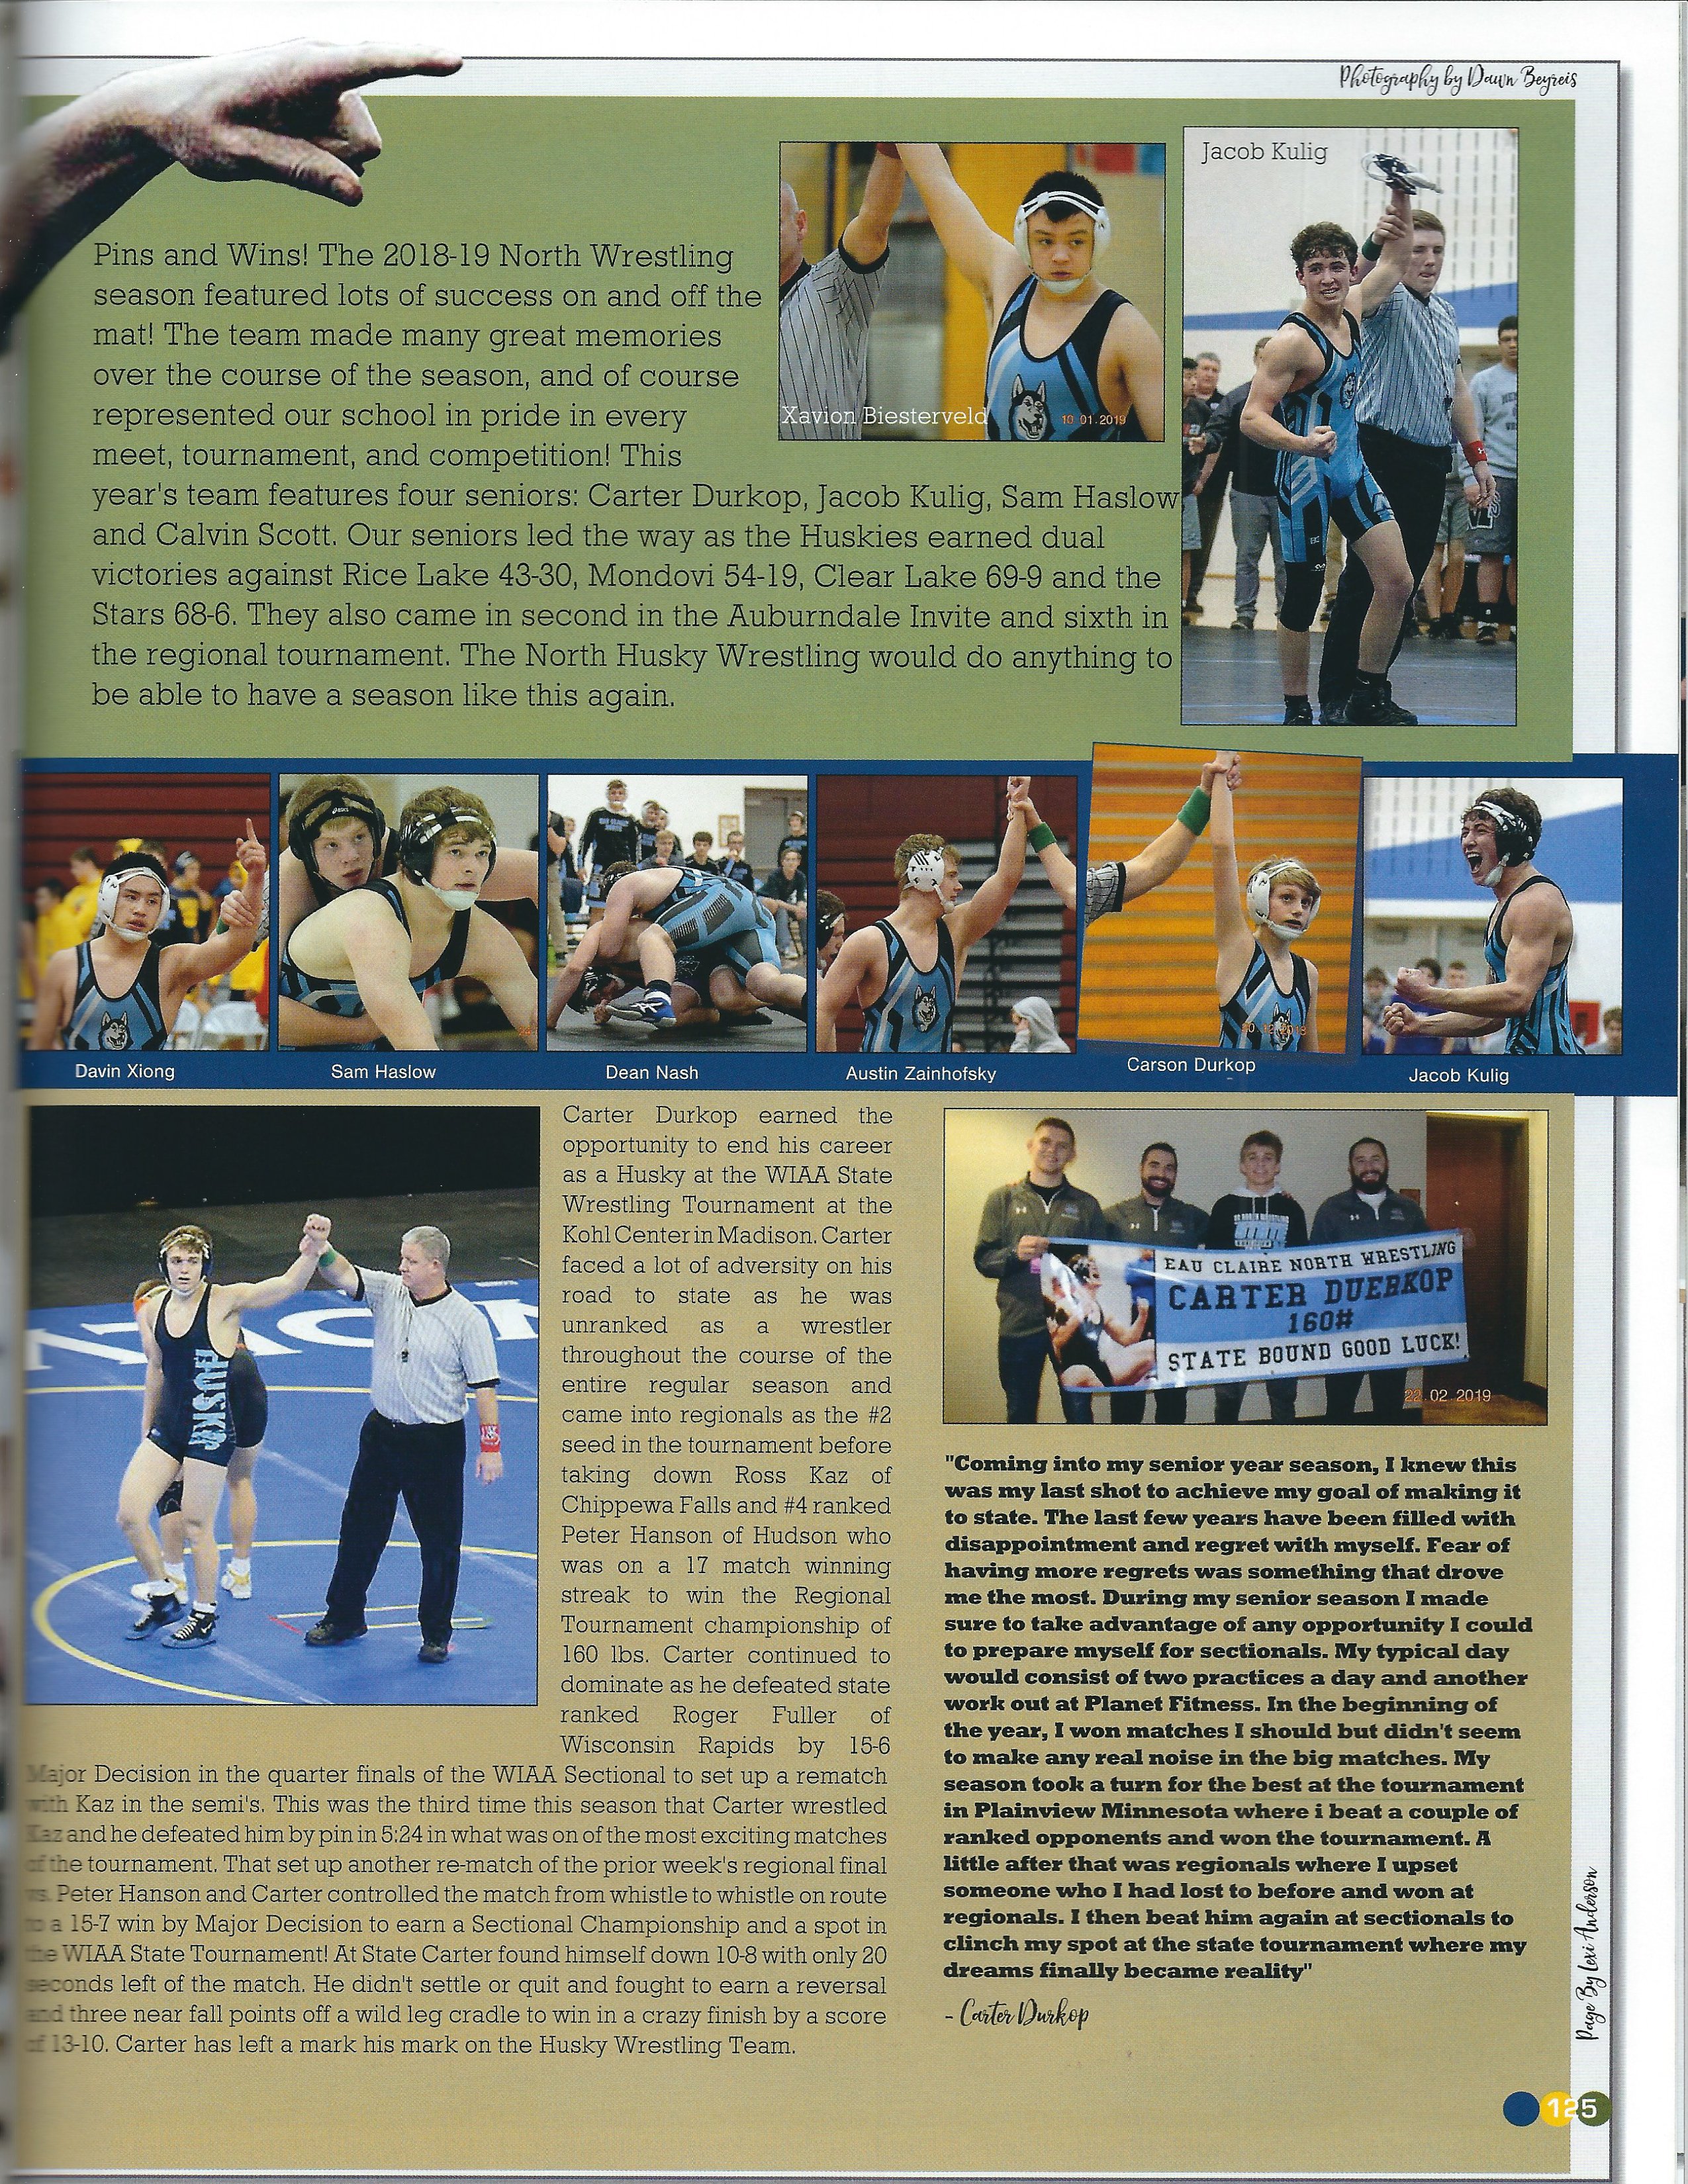 Photography by Dawn Beyreis
Jacob Kulig
Xavion Biesterveld
10 01 2019
Pins and Wins! The 2018-19 North Wrestling
season featured lots of success on and off the
mat! The team made many great memories
over the course of the season, and of course
represented our school in pride in every
meet, tournament, and competition! This
year's team features four seniors: Carter Durkop, Jacob Kulig, Sam Haslow,
and Calvin Scott. Our seniors led the way as the Huskies earned dual
victories against Rice Lake 43-30, Mondovi 54-19, Clear Lake 69-9 and the
Stars 68-6. They also came in second in the Auburndale Invite and sixth in
the regional tournament. The North Husky Wrestling would do anything to
be able to have a season like this again.
Davin Xiong
Sam Haslow
Dean Nash
Austin Zainhofsky
Carson Durkop
Jacob Kulig
HUSKY
Carter Durkop earned the
opportunity to end his career
as a Husky at the WIAA State
Wrestling Tournament at the
Kohl Center in Madison. Carter
faced a lot of adversity on his
road to state as he was
unranked as a wrestler
throughout the course of the
entire regular season and
came into regionals as the #2
seed in the tournament before
taking down Ross Kaz of
Chippewa Falls and #4 ranked
Peter Hanson of Hudson who
was on a 17 match winning
streak to win the Regional
Tournament championship of
160 lbs. Carter continued to
dominate as he defeated state
ranked Roger Fuller of
Wisconsin Rapids by 15-6
Major Decision in the quarter finals of the WIAA Sectional to set up a rematch
with Kaz in the semi's. This was the third time this season that Carter wrestled
Kaz and he defeated him by pin in 5:24 in what was on of the most exciting matches
of the tournament. That set up another re-match of the prior week's regional final
vs. Peter Hanson and Carter controlled the match from whistle to whistle on route
to a 15-7 win by Major Decision to earn a Sectional Championship and a spot in
the WIAA State Tournament! At State Carter found himself down 10-8 with only 20
seconds left of the match. He didn't settle or quit and fought to earn a reversal
and three near fall points off a wild leg cradle to win in a crazy finish by a score
of 13-10. Carter has left a mark his mark on the Husky Wrestling Team.
EAU CLAIRE NORTH WRESTLING
CARTER DUERKOP
160#
STATE BOUND GOOD LUCK!
22 02 2019
"Coming into my senior year season, I knew this
was my last shot to achieve my goal of making it
to state. The last few years have been filled with
disappointment and regret with myself. Fear of
having more regrets was something that drove
me the most. During my senior season I made
sure to take advantage of any opportunity I could
to prepare myself for sectionals. My typical day
would consist of two practices a day and another
work out at Planet Fitness. In the beginning of
the year, I won matches I should but didn't seem
to make any real noise in the big matches. My
season took a turn for the best at the tournament
in Plainview Minnesota where i beat a couple of
ranked opponents and won the tournament. A
little after that was regionals where I upset
someone who I had lost to before and won at
regionals. I then beat him again at sectionals to
clinch my spot at the state tournament where my
dreams finally became reality"
- Carter Durkop
Page By Lexi Anderson
125